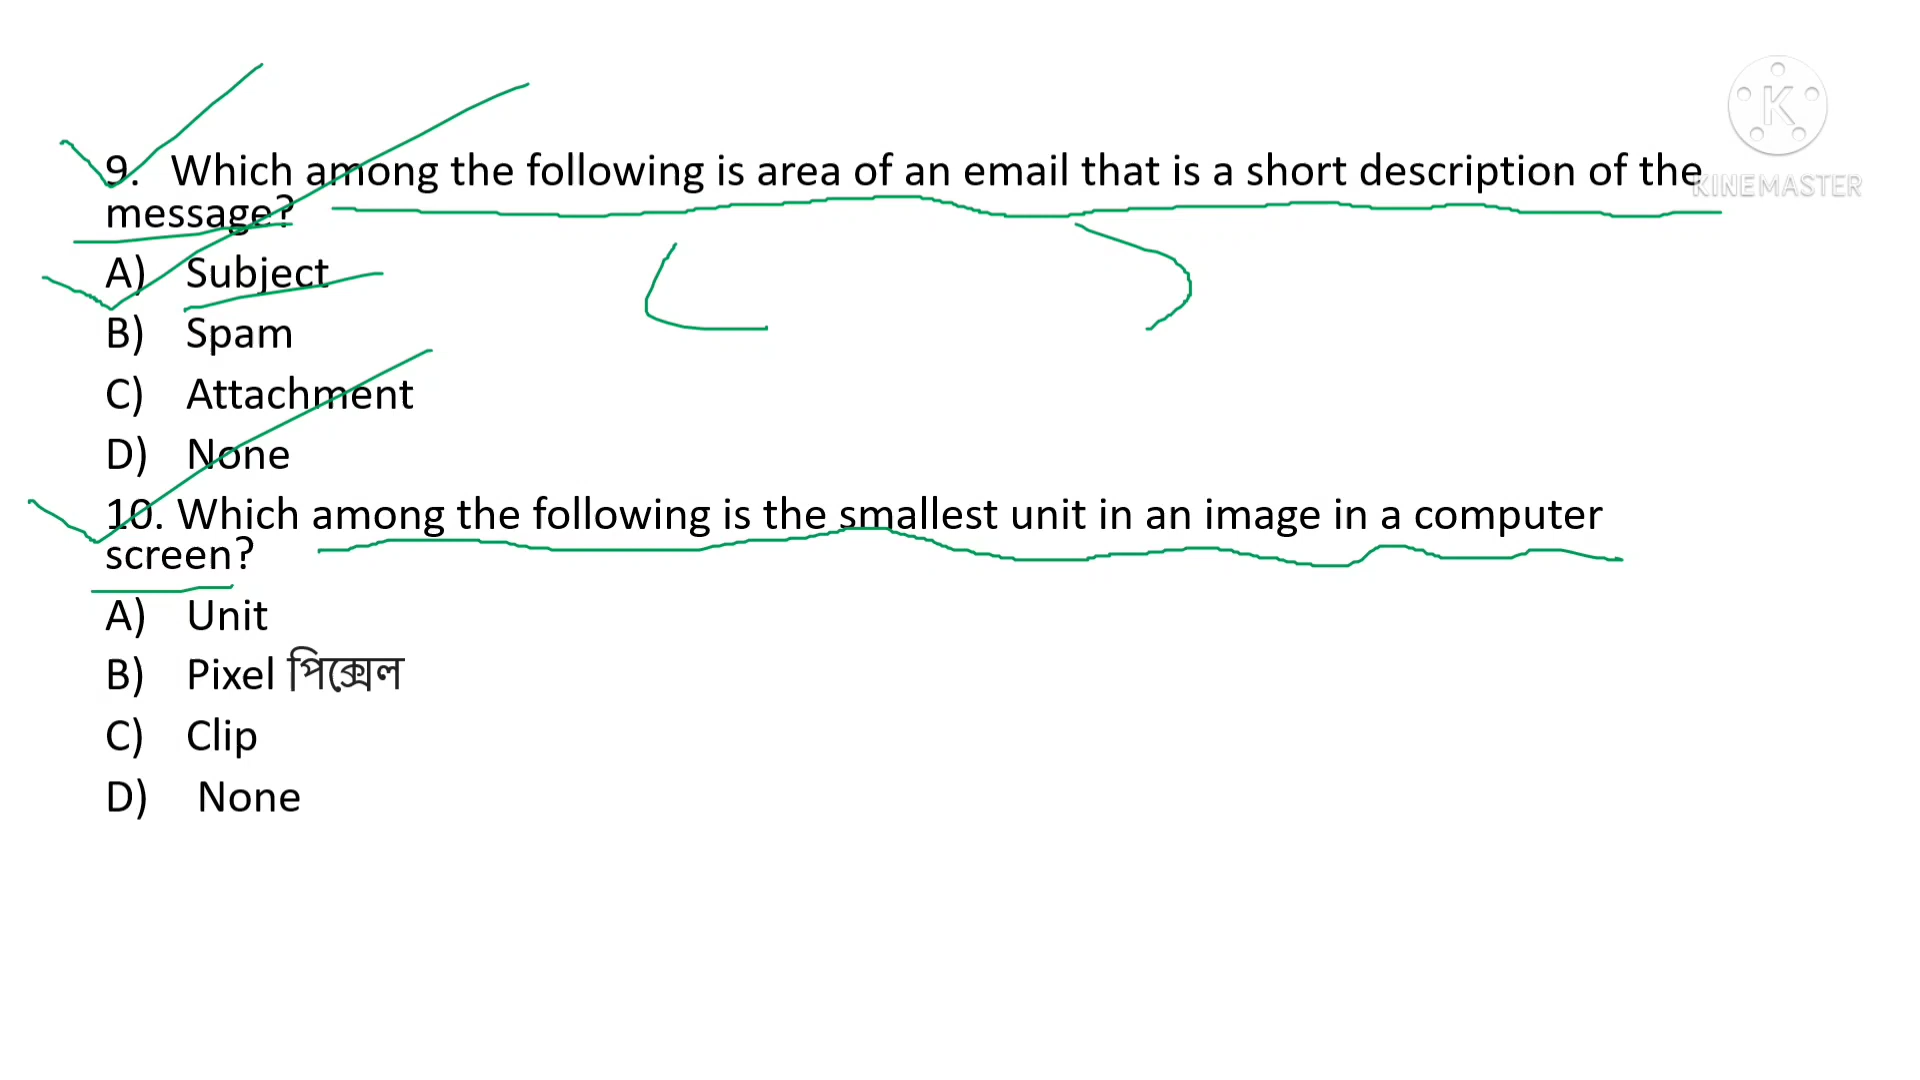 9. Which among the following is area of an email that is a short description of the
message?
A) Subject
B) Spam
C) Attachment
D) None
10. Which among the following is the smallest unit in an image in a computer
screen?
A) Unit
B) Pixel পিক্সেল
C) Clip
D) None
K
KINEMASTER